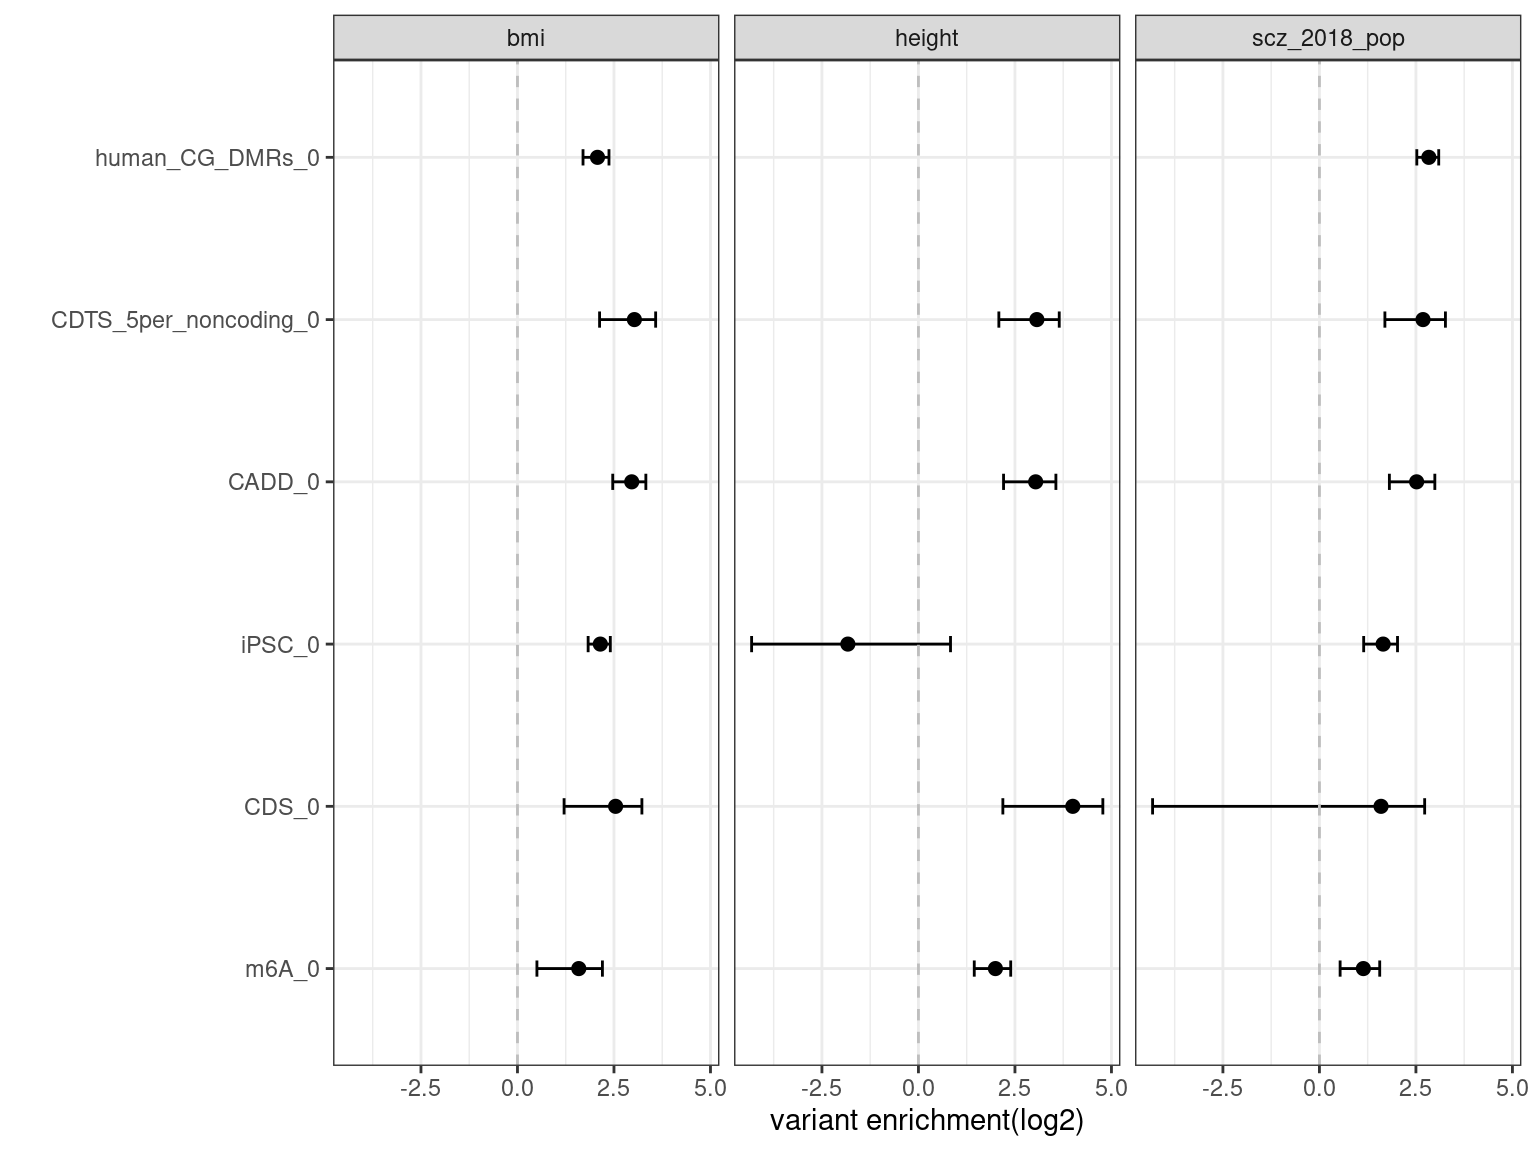 bmi height scz_2018_pop
human_CG_DMRs_0
CDTS_5per_noncoding_0
CADD_0
iPSC_0
CDS_0
m6A_0
-2.5 0.0 2.5 5.0 -2.5 0.0 2.5 5.0 -2.5 0.0 2.5 5.0
variant enrichment(log2)